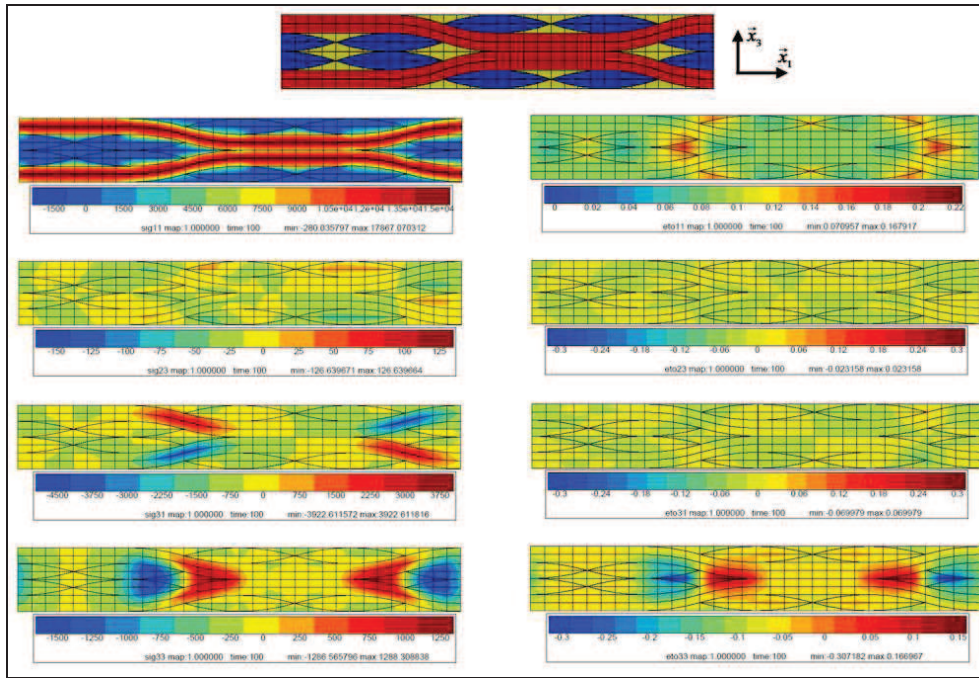 x₃
x₁
-1500 0 1500 3000 4500 6000 7500 9000 1.05e+041.2e+041.35e+041.5e+04
sig11 map:1.000000 time:100 min:-280.035797 max:17867.070312
0 0.02 0.04 0.06 0.08 0.1 0.12 0.14 0.16 0.18 0.2 0.22
eto11 map:1.000000 time:100 min:0.070957 max:0.167917
-150 -125 -100 -75 -50 -25 0 25 50 75 100 125
sig23 map:1.000000 time:100 min:-126.639671 max:126.639664
-0.3 -0.24 -0.18 -0.12 -0.06 0 0.06 0.12 0.18 0.24 0.3
eto23 map:1.000000 time:100 min:-0.023158 max:0.023158
-4500 -3750 -3000 -2250 -1500 -750 0 750 1500 2250 3000 3750
sig31 map:1.000000 time:100 min:-3922.611572 max:3922.611816
-0.3 -0.24 -0.18 -0.12 -0.06 0 0.06 0.12 0.18 0.24 0.3
eto31 map:1.000000 time:100 min:-0.069979 max:0.069979
-1500 -1250 -1000 -750 -500 -250 0 250 500 750 1000 1250
sig33 map:1.000000 time:100 min:-1286.565796 max:1288.308838
-0.3 -0.25 -0.2 -0.15 -0.1 -0.05 0 0.05 0.1 0.15
eto33 map:1.000000 time:100 min:-0.307182 max:0.166967